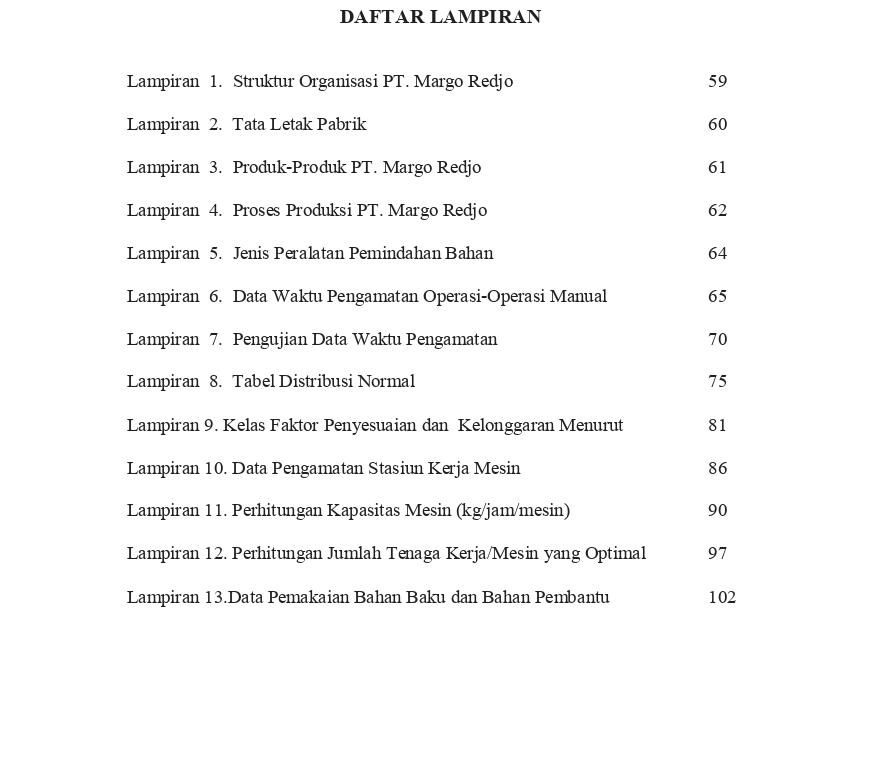 DAFTAR LAMPIRAN
Lampiran 1. Struktur Organisasi PT. Margo Redjo 59
Lampiran 2. Tata Letak Pabrik 60
Lampiran 3. Produk-Produk PT. Margo Redjo 61
Lampiran 4. Proses Produksi PT. Margo Redjo 62
Lampiran 5. Jenis Peralatan Pemindahan Bahan 64
Lampiran 6. Data Waktu Pengamatan Operasi-Operasi Manual 65
Lampiran 7. Pengujian Data Waktu Pengamatan 70
Lampiran 8. Tabel Distribusi Normal 75
Lampiran 9. Kelas Faktor Penyesuaian dan Kelonggaran Menurut 81
Lampiran 10. Data Pengamatan Stasiun Kerja Mesin 86
Lampiran 11. Perhitungan Kapasitas Mesin (kg/jam/mesin) 90
Lampiran 12. Perhitungan Jumlah Tenaga Kerja/Mesin yang Optimal 97
Lampiran 13.Data Pemakaian Bahan Baku dan Bahan Pembantu 102